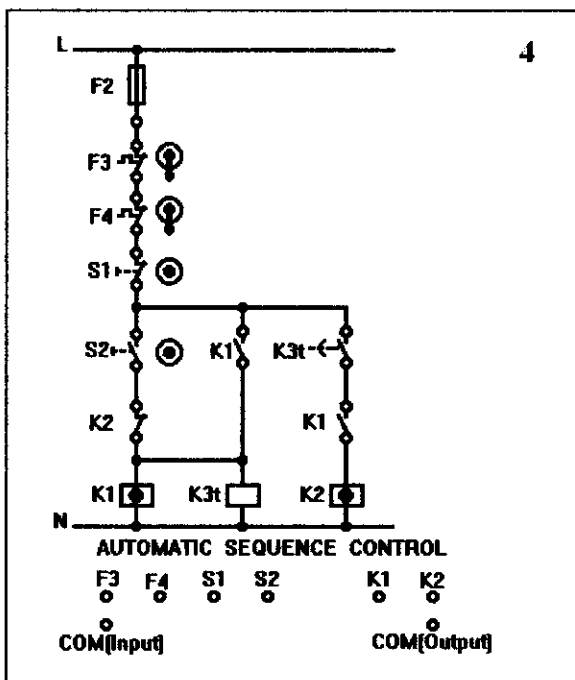 4
L
F2
F3
F4
S1
S2 K1 K3t
K2 K1
K1 K3t K2
N
AUTOMATIC SEQUENCE CONTROL
F3 F4 S1 S2 K1 K2
COM(Input) COM(Output)